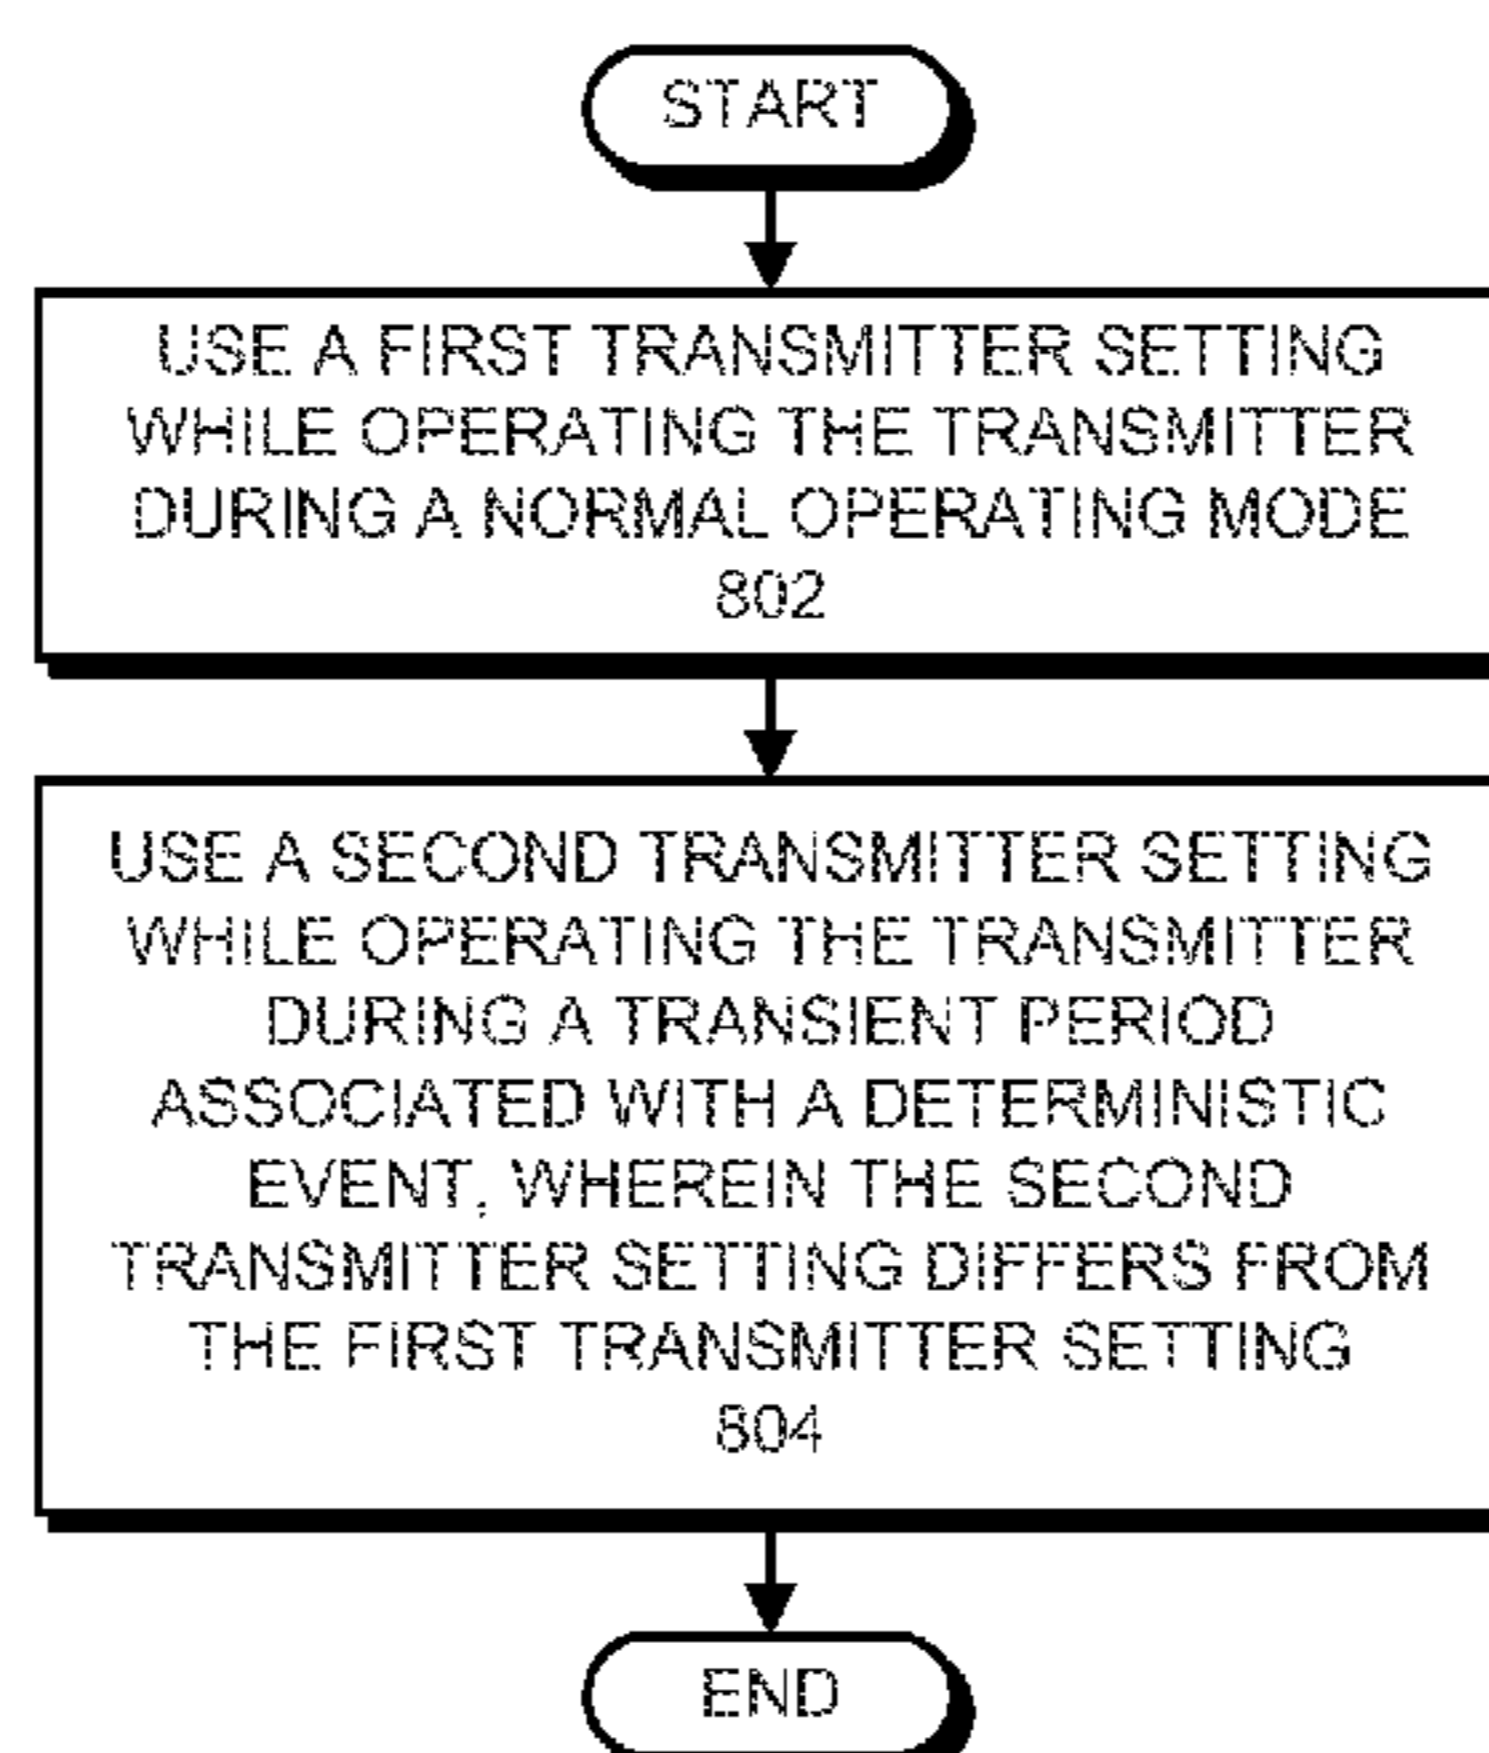 START
USE A FIRST TRANSMITTER SETTING
WHILE OPERATING THE TRANSMITTER
DURING A NORMAL OPERATING MODE
802
USE A SECOND TRANSMITTER SETTING
WHILE OPERATING THE TRANSMITTER
DURING A TRANSIENT PERIOD
ASSOCIATED WITH A DETERMINISTIC
EVENT, WHEREIN THE SECOND
TRANSMITTER SETTING DIFFERS FROM
THE FIRST TRANSMITTER SETTING
804
END